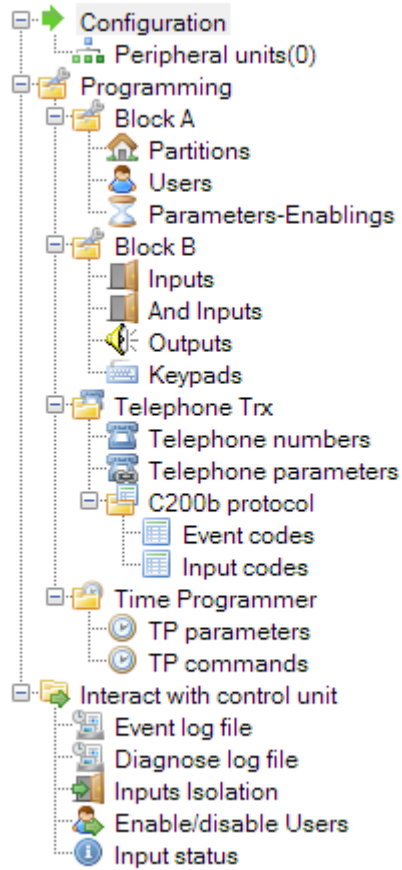 Configuration
Peripheral units(0)
Programming
Block A
Partitions
Users
Parameters-Enablings
Block B
Inputs
And Inputs
Outputs
Keypads
Telephone Trx
Telephone numbers
Telephone parameters
C200b protocol
Event codes
Input codes
Time Programmer
TP parameters
TP commands
Interact with control unit
Event log file
Diagnose log file
Inputs Isolation
Enable/disable Users
Input status